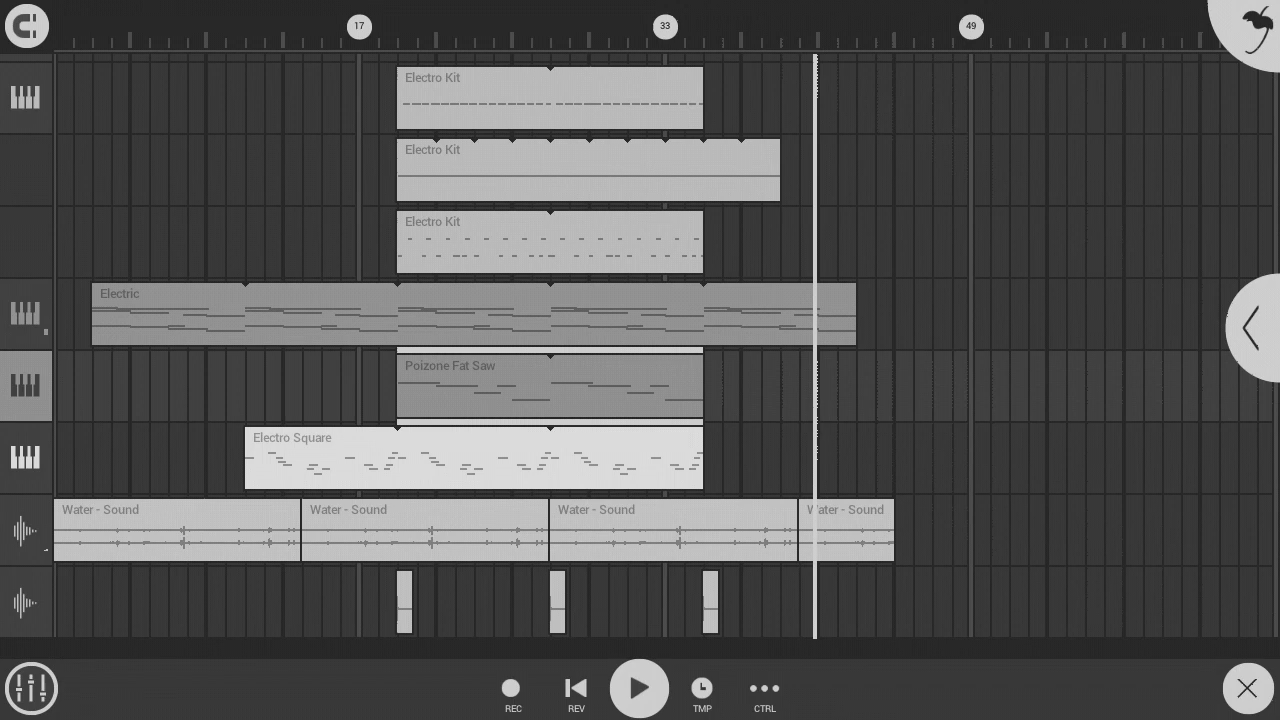 17
33
49
Electro Kit
Electro Kit
Electro Kit
Electric
Poizone Fat Saw
Electro Square
Water - Sound
Water - Sound
Water - Sound
Water - Sound
REC
REV
TMP
CTRL